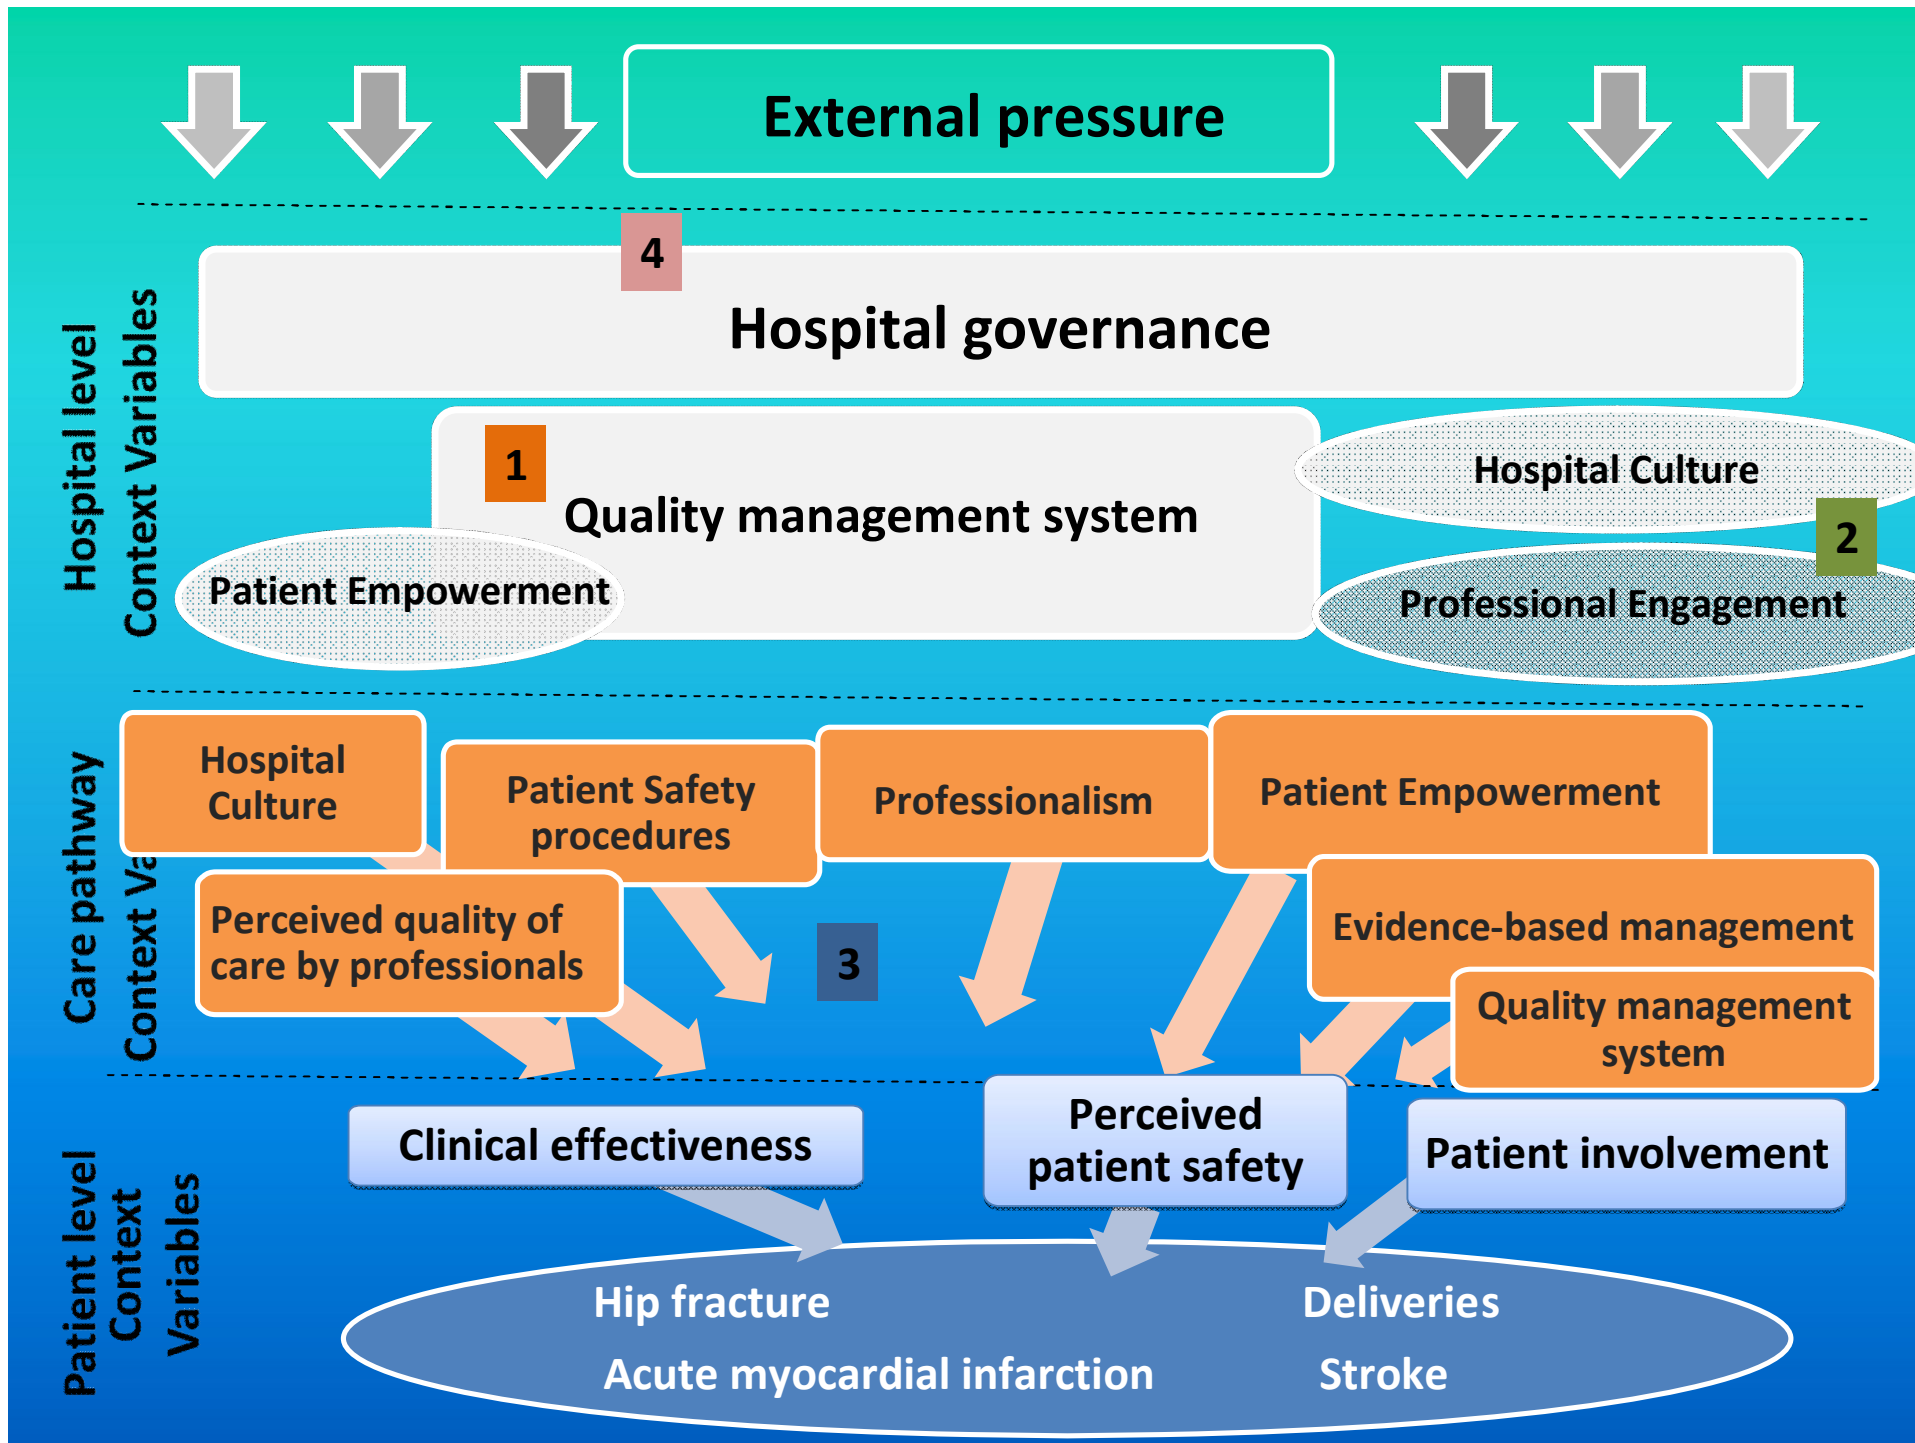 External pressure
4
Hospital governance
Hospital level
Context Variables
1
Quality management system
Hospital Culture
2
Patient Empowerment
Professional Engagement
Care pathway
Context Va
Hospital
Culture
Patient Safety
procedures
Professionalism
Patient Empowerment
Perceived quality of
care by professionals
3
Evidence-based management
Quality management
system
Patient level
Context
Variables
Clinical effectiveness
Perceived
patient safety
Patient involvement
Hip fracture
Deliveries
Acute myocardial infarction
Stroke